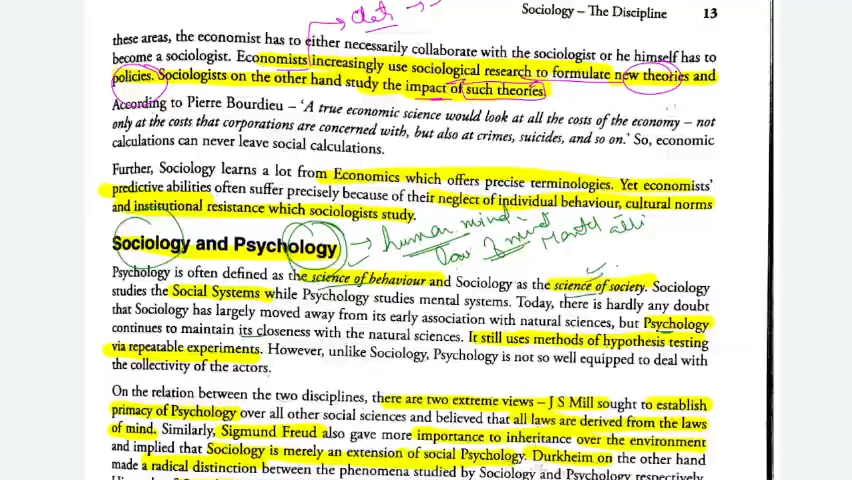 Sociology – The Discipline 13
these areas, the economist has to either necessarily collaborate with the sociologist or he himself has to
become a sociologist. Economists increasingly use sociological research to formulate new theories and
policies. Sociologists on the other hand study the impact of such theories.
According to Pierre Bourdieu – ‘A true economic science would look at all the costs of the economy – not
only at the costs that corporations are concerned with, but also at crimes, suicides, and so on.’ So, economic
calculations can never leave social calculations.
Further, Sociology learns a lot from Economics which offers precise terminologies. Yet economists’
predictive abilities often suffer precisely because of their neglect of individual behaviour, cultural norms
and institutional resistance which sociologists study.
human mind
law mind
Sociology and Psychology
Psychology is often defined as the science of behaviour and Sociology as the science of society. Sociology
studies the Social Systems while Psychology studies mental systems. Today, there is hardly any doubt
that Sociology has largely moved away from its early association with natural sciences, but Psychology
continues to maintain its closeness with the natural sciences. It still uses methods of hypothesis testing
via repeatable experiments. However, unlike Sociology, Psychology is not so well equipped to deal with
the collectivity of the actors.
On the relation between the two disciplines, there are two extreme views – J S Mill sought to establish
primacy of Psychology over all other social sciences and believed that all laws are derived from the laws
of mind. Similarly, Sigmund Freud also gave more importance to inheritance over the environment
and implied that Sociology is merely an extension of social Psychology. Durkheim on the other hand
made a radical distinction between the phenomena studied by Sociology and Psychology respectively.